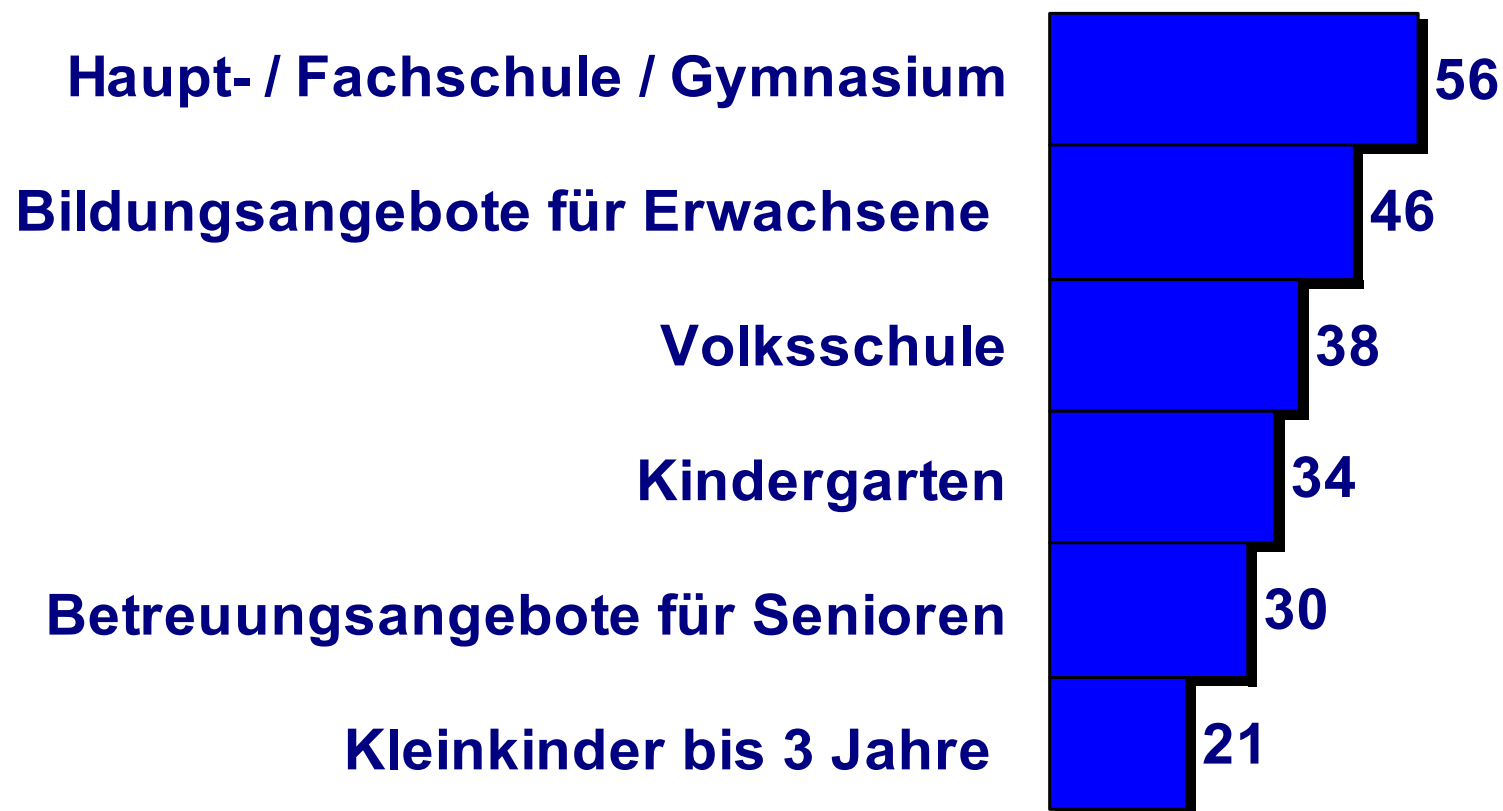 Haupt- / Fachschule / Gymnasium 56
Bildungsangebote für Erwachsene 46
Volksschule 38
Kindergarten 34
Betreuungsangebote für Senioren 30
Kleinkinder bis 3 Jahre 21